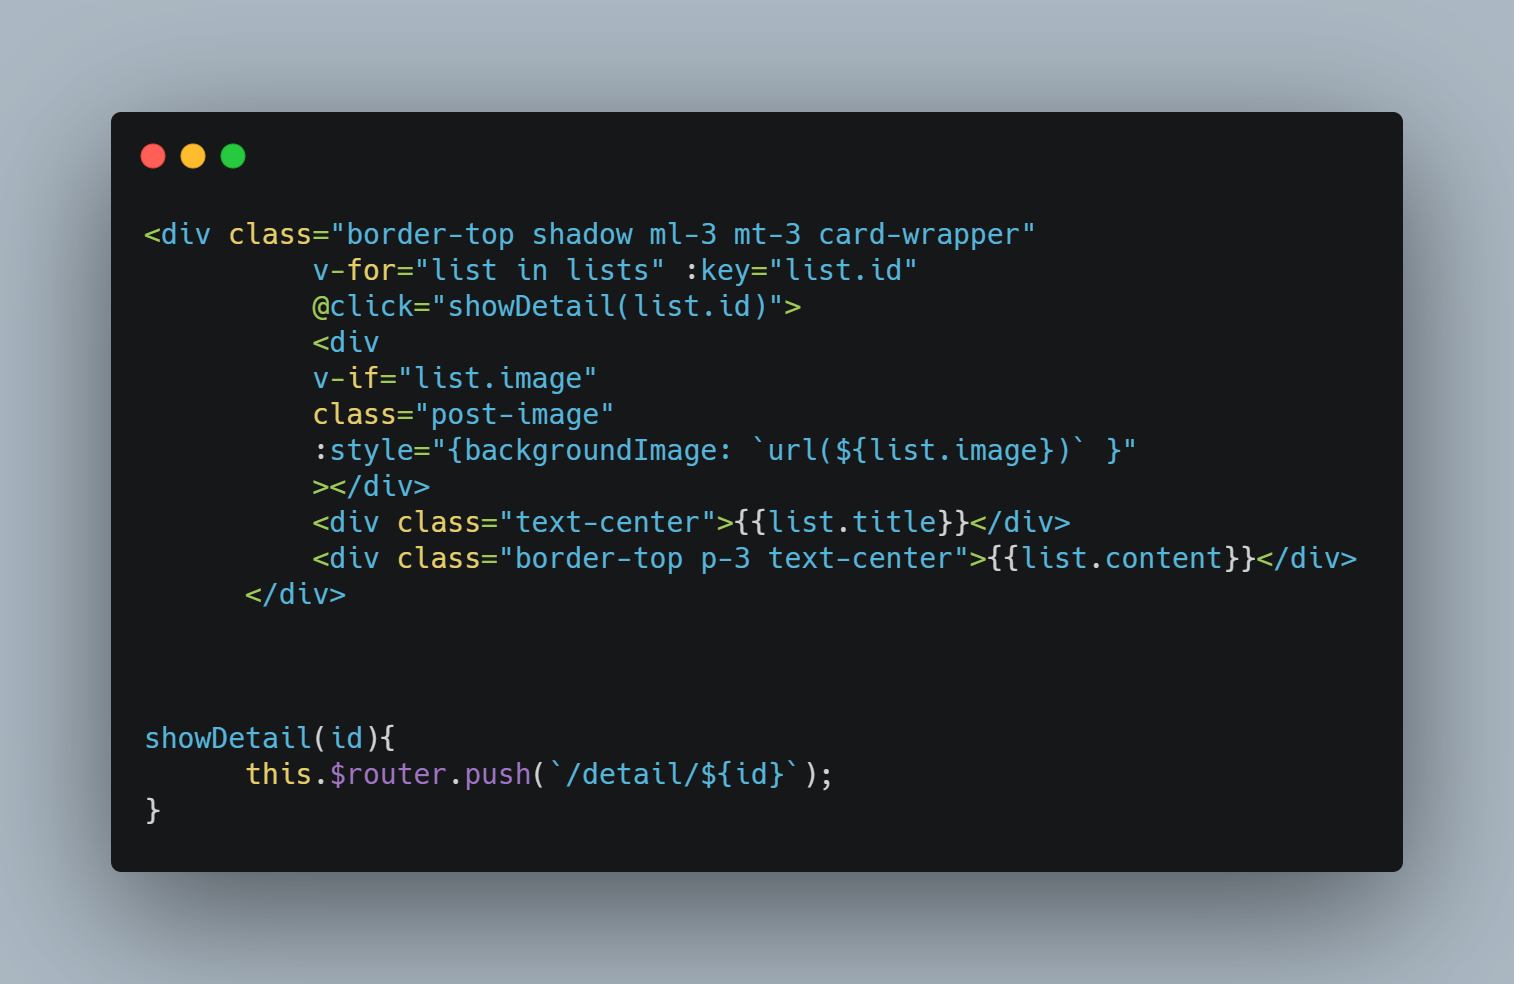 <div class="border-top shadow ml-3 mt-3 card-wrapper"
          v-for="list in lists" :key="list.id"
          @click="showDetail(list.id)">
          <div
          v-if="list.image"
          class="post-image"
          :style="{backgroundImage: `url(${list.image})` }"
          ></div>
          <div class="text-center">{{list.title}}</div>
          <div class="border-top p-3 text-center">{{list.content}}</div>
      </div>
showDetail(id){
      this.$router.push(`/detail/${id}`);
}